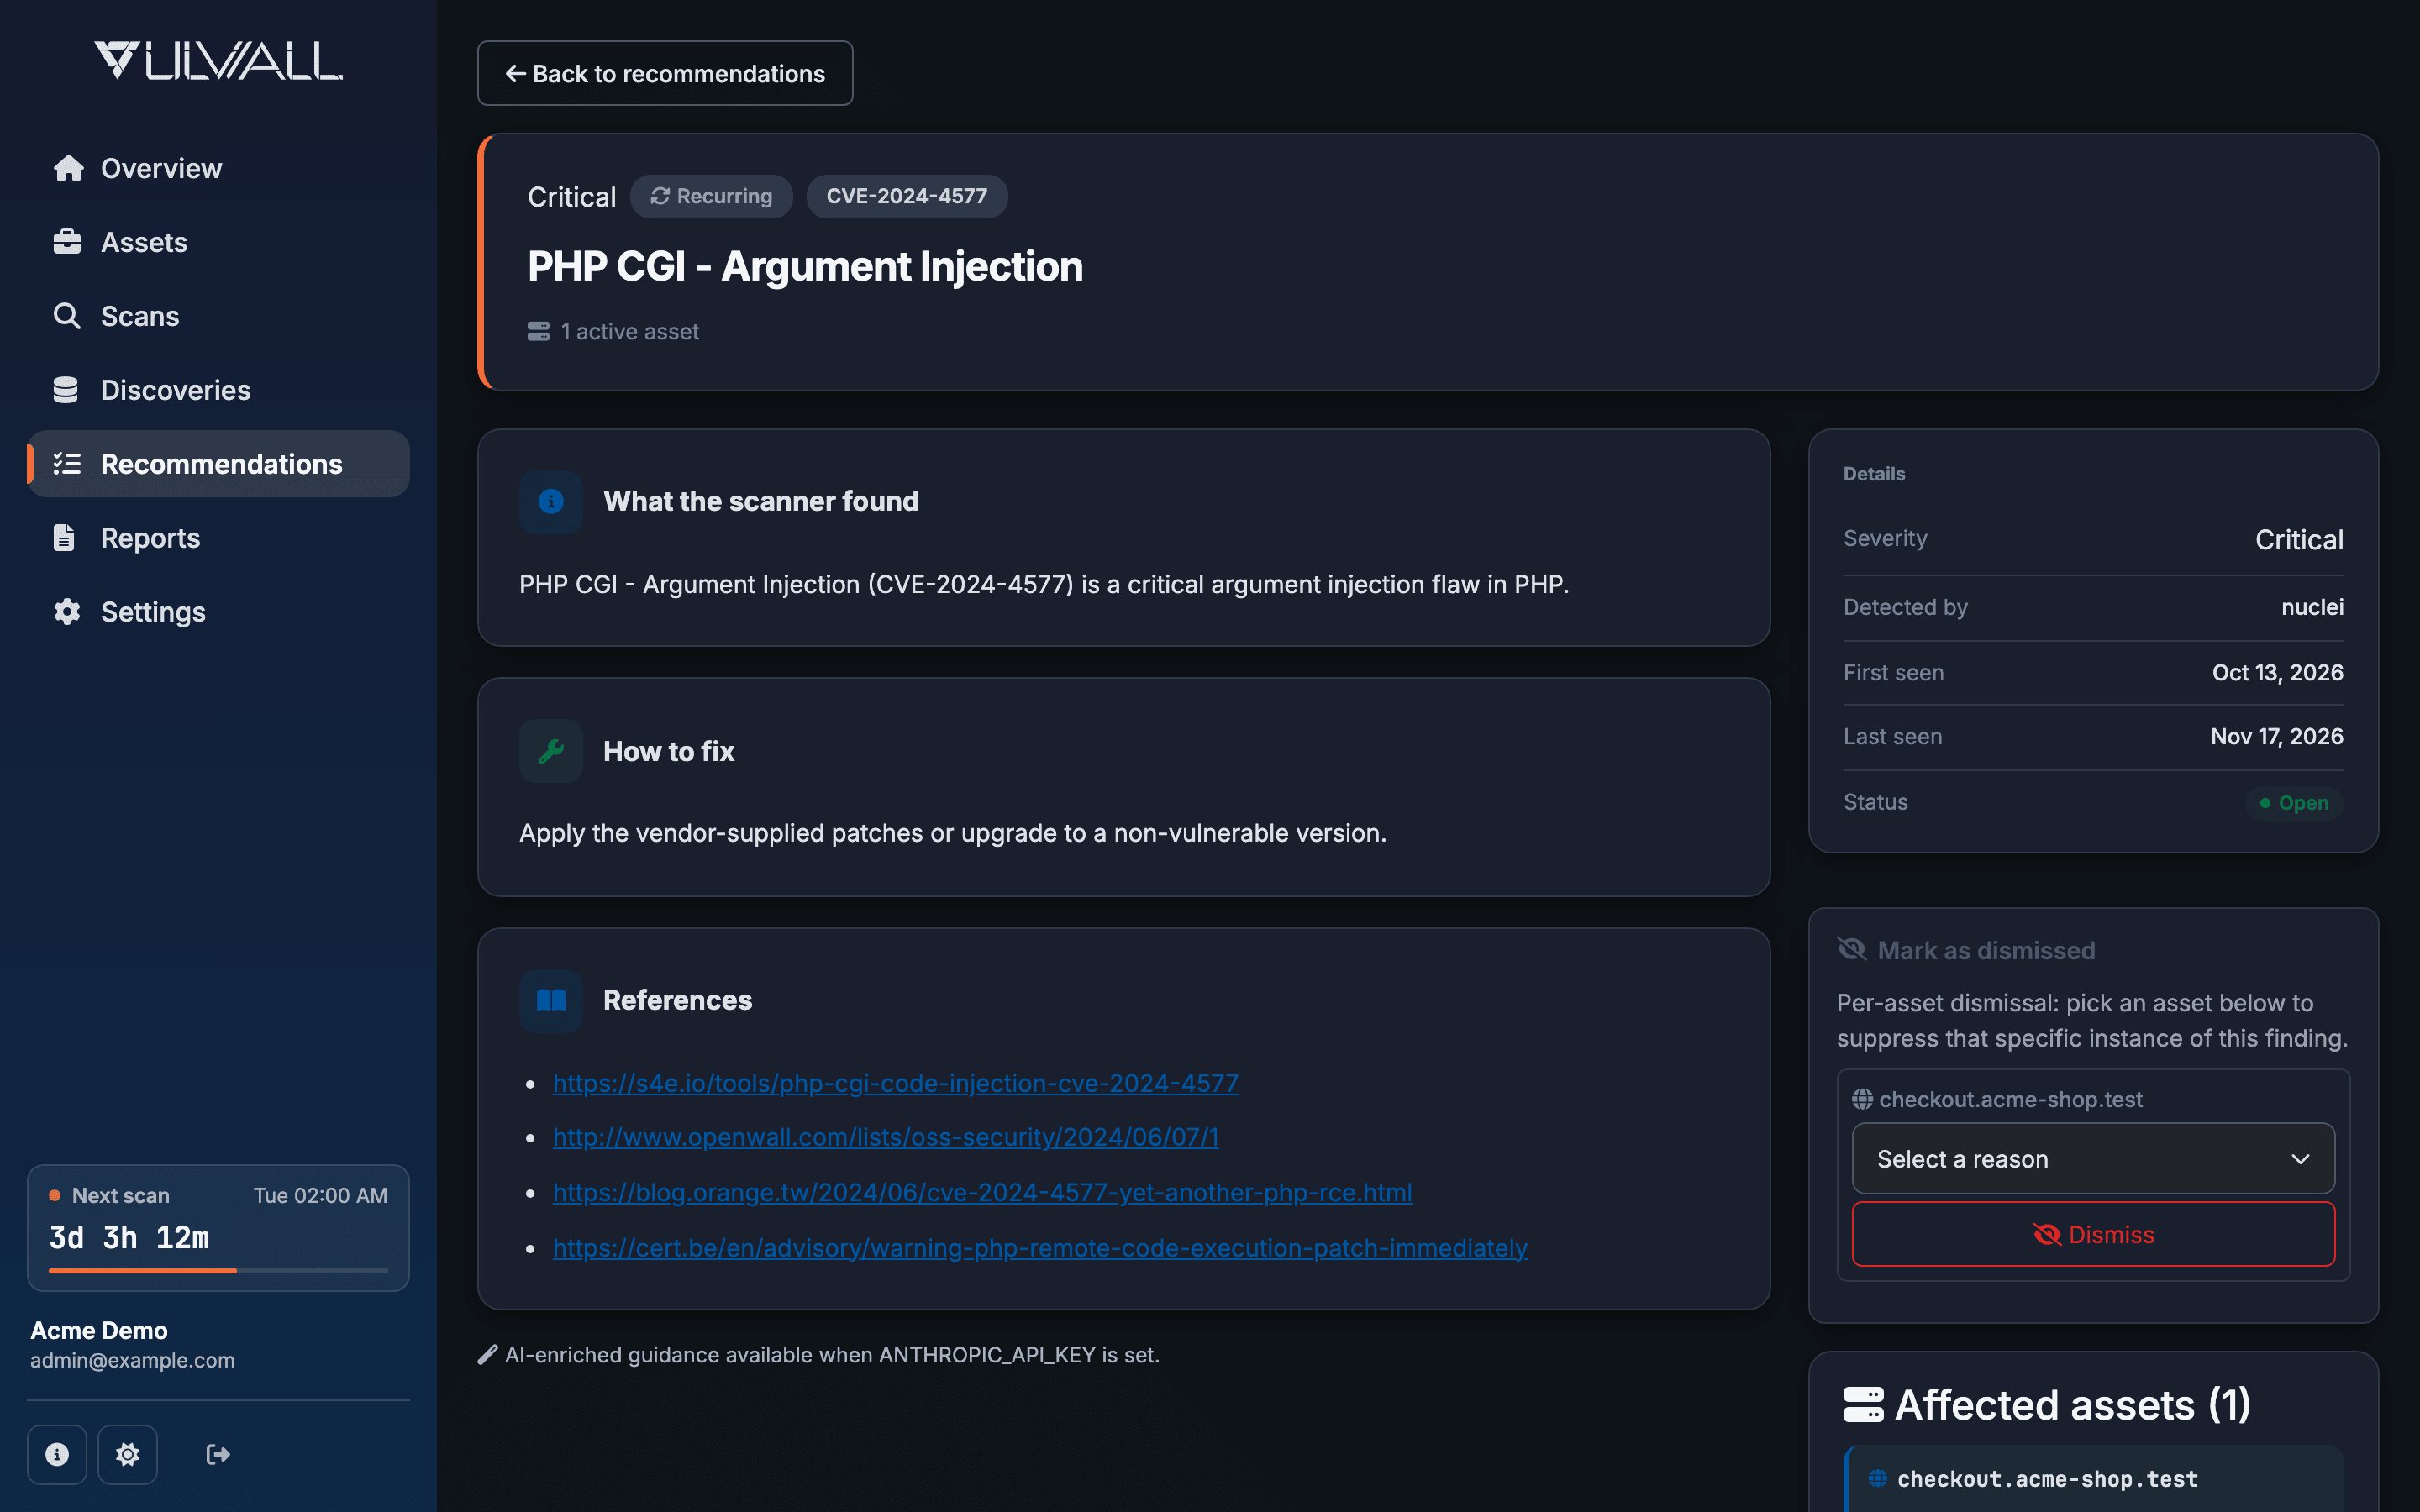 VULWALL
Overview
Assets
Scans
Discoveries
Recommendations
Reports
Settings
Next scan Tue 02:00 AM
3d 3h 12m
Acme Demo
admin@example.com
Back to recommendations
Critical Recurring CVE-2024-4577
PHP CGI - Argument Injection
1 active asset
What the scanner found
PHP CGI - Argument Injection (CVE-2024-4577) is a critical argument injection flaw in PHP.
How to fix
Apply the vendor-supplied patches or upgrade to a non-vulnerable version.
References
https://s4e.io/tools/php-cgi-code-injection-cve-2024-4577
http://www.openwall.com/lists/oss-security/2024/06/07/1
https://blog.orange.tw/2024/06/cve-2024-4577-yet-another-php-rce.html
https://cert.be/en/advisory/warning-php-remote-code-execution-patch-immediately
AI-enriched guidance available when ANTHROPIC_API_KEY is set.
Details
Severity Critical
Detected by nuclei
First seen Oct 13, 2026
Last seen Nov 17, 2026
Status Open
Mark as dismissed
Per-asset dismissal: pick an asset below to
suppress that specific instance of this finding.
checkout.acme-shop.test
Select a reason
Dismiss
Affected assets (1)
checkout.acme-shop.test